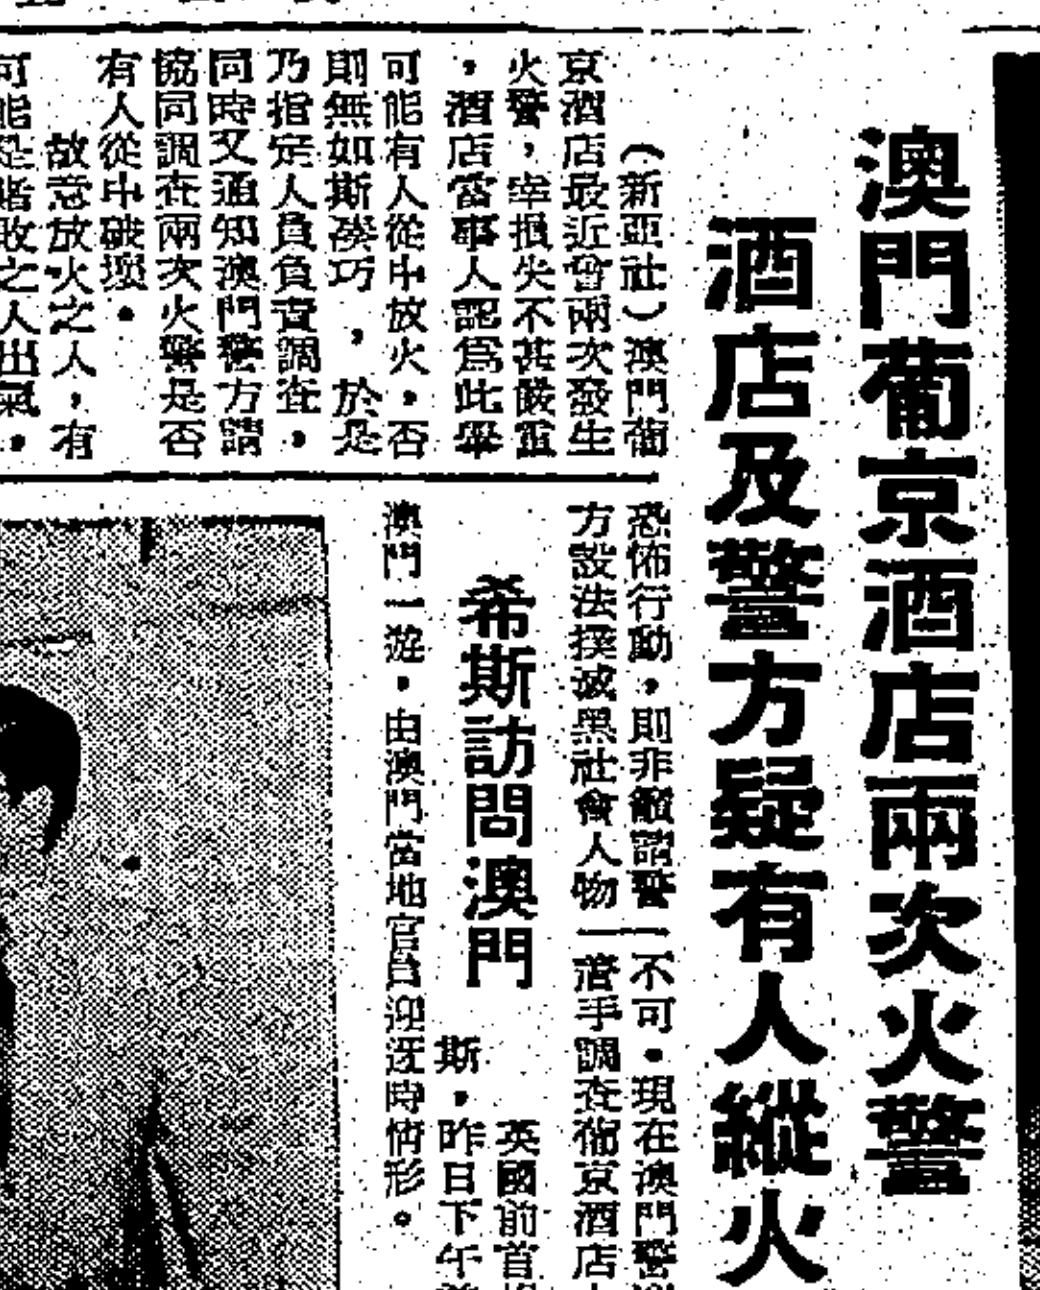 澳門葡京酒店兩次火警
酒店及警方疑有人縱火
（新亞社）澳門葡
京酒店最近曾兩次發生
火警，幸損失不甚嚴重
，酒店當事人認爲此舉
可能有人從中放火，否
則無如斯湊巧，於是
乃指定人員負責調查，
同時又通知澳門警方請
協同調查兩次火警是否
有人從中破壞。
故意放火之人，有
可能是賭敗之人出氣，
恐怖行動，則非徹請警
方設法撲滅黑社會人物
不可。現在澳門警
着手調查葡京酒店
希斯訪問澳門
英國前首
斯，昨日下午
澳門一遊，由澳門當地官員迎迓時情形。